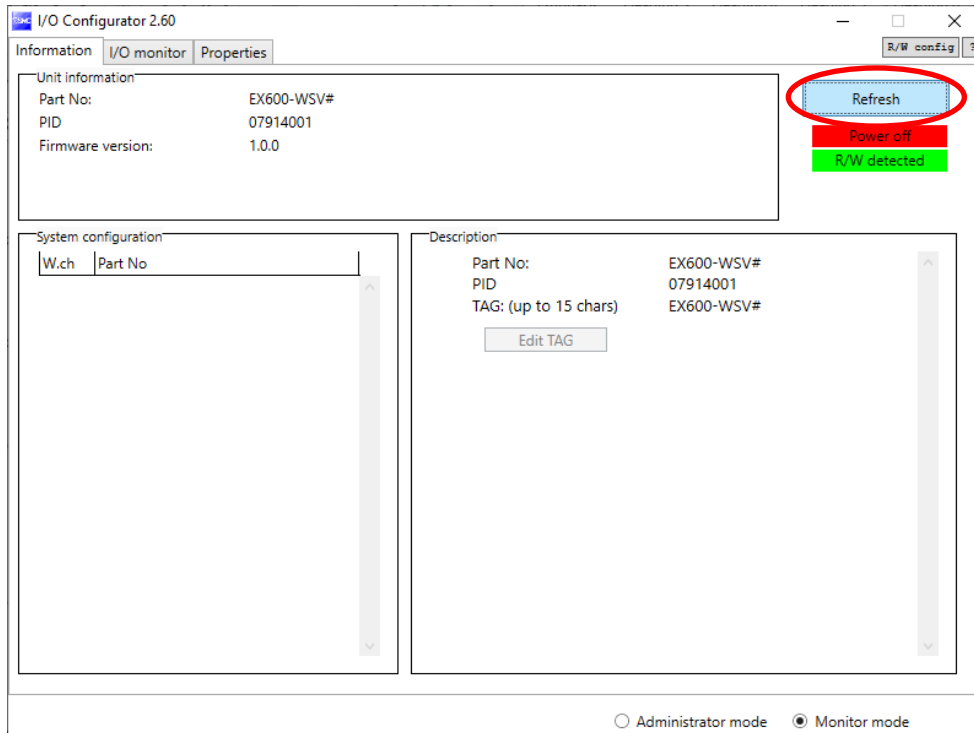 SMC I/O Configurator 2.60
Information I/O monitor Properties R/W config ?
Unit information
Part No: EX600-WSV#
PID 07914001
Firmware version: 1.0.0
Refresh
Power off
R/W detected
System configuration
W.ch Part No
Description
Part No: EX600-WSV#
PID 07914001
TAG: (up to 15 chars) EX600-WSV#
Edit TAG
Administrator mode Monitor mode